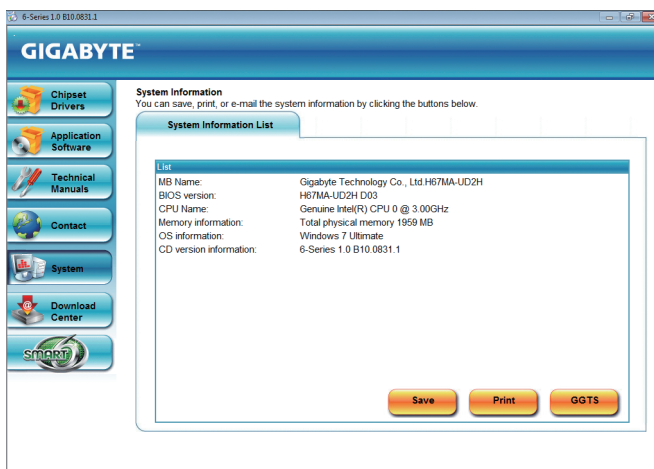 6-Series 1.0 B10.0831.1
GIGABYTE™
Chipset
Drivers
Application
Software
Technical
Manuals
Contact
System
Download
Center
SMART 6
System Information
You can save, print, or e-mail the system information by clicking the buttons below.
System Information List
List
MB Name: Gigabyte Technology Co., Ltd.H67MA-UD2H
BIOS version: H67MA-UD2H D03
CPU Name: Genuine Intel(R) CPU 0 @ 3.00GHz
Memory information: Total physical memory 1959 MB
OS information: Windows 7 Ultimate
CD version information: 6-Series 1.0 B10.0831.1
Save Print GGTS